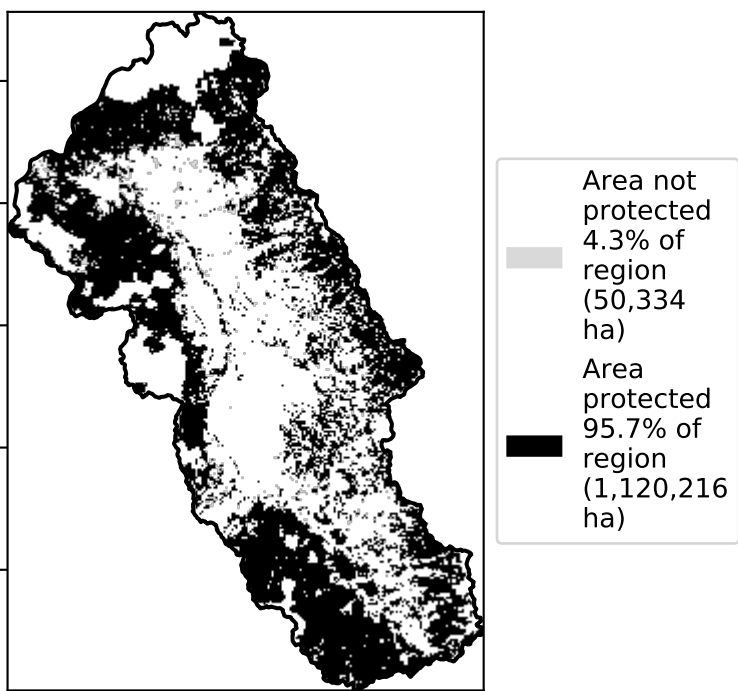 Area not
protected
4.3% of
region
(50,334
ha)
Area
protected
95.7% of
region
(1,120,216
ha)